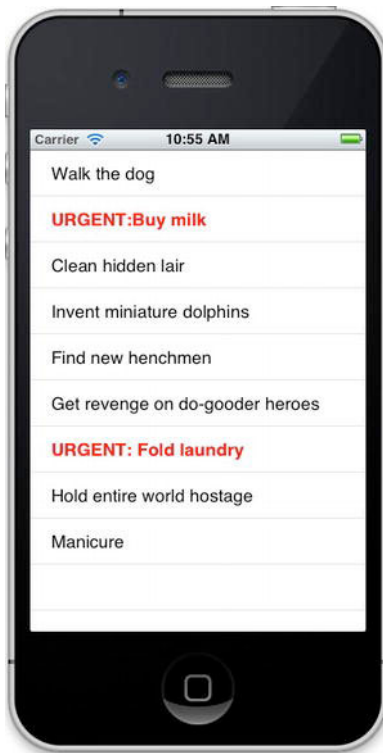 Carrier 10:55 AM
Walk the dog
URGENT:Buy milk
Clean hidden lair
Invent miniature dolphins
Find new henchmen
Get revenge on do-gooder heroes
URGENT: Fold laundry
Hold entire world hostage
Manicure